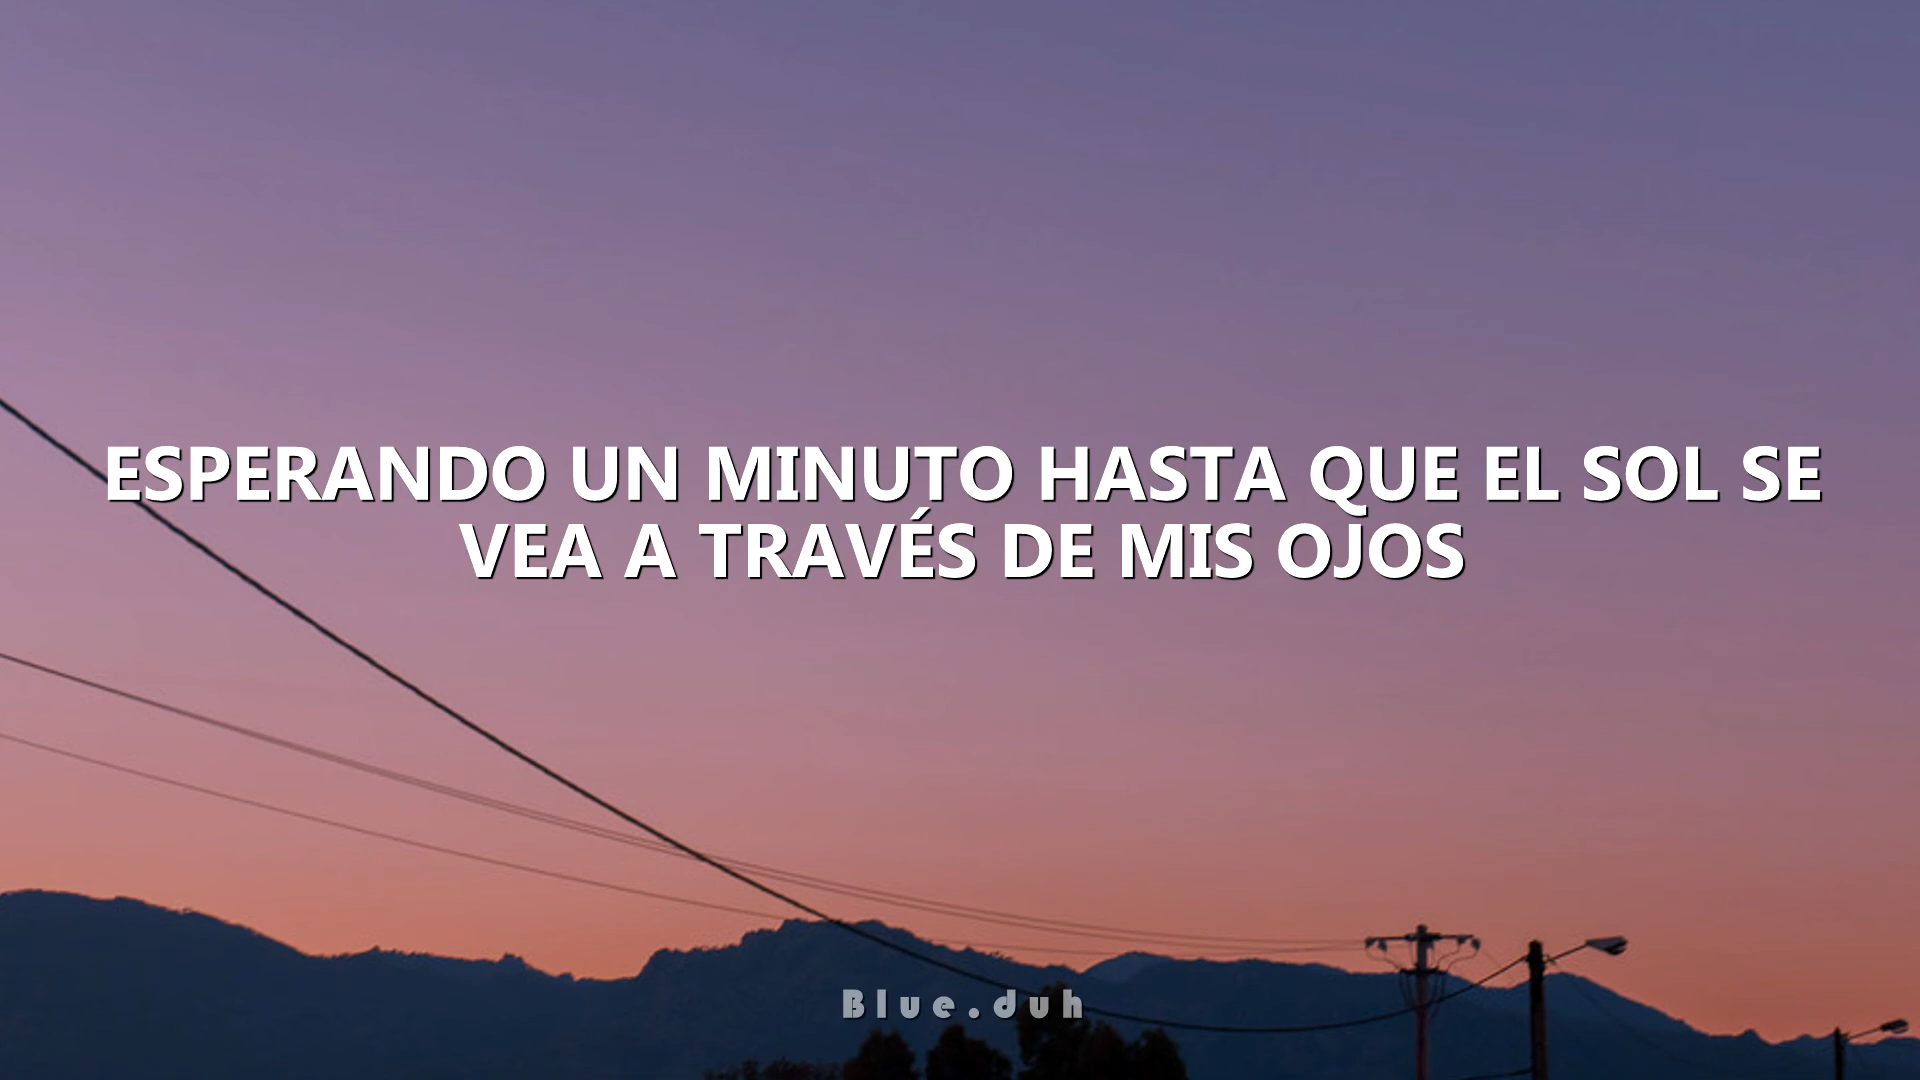 ESPERANDO UN MINUTO HASTA QUE EL SOL SE
VEA A TRAVÉS DE MIS OJOS
Blue.duh